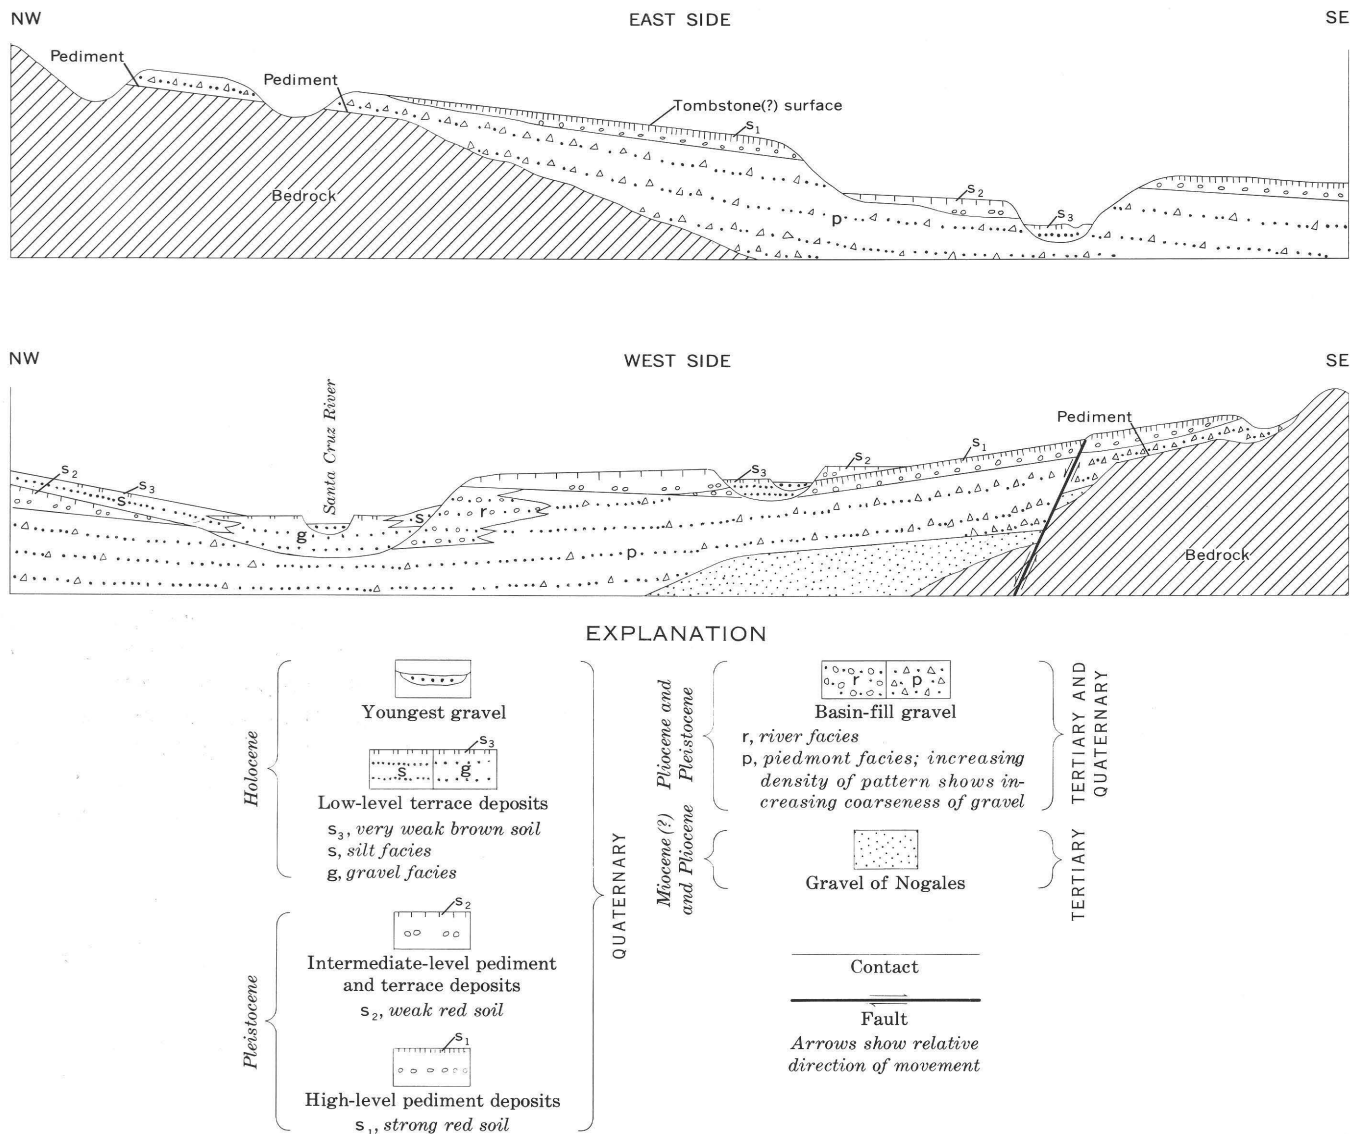 NW
EAST SIDE
SE
Pediment
Pediment
Tombstone(?) surface
s1
Bedrock
s2
s3
p
NW
WEST SIDE
SE
Santa Cruz River
Pediment
s2
s3
s
g
s
r
s3
s2
s1
p
Bedrock
EXPLANATION
Holocene
Youngest gravel
s3
s
g
Low-level terrace deposits
s3, very weak brown soil
s, silt facies
g, gravel facies
Pleistocene
s2
Intermediate-level pediment
and terrace deposits
s2, weak red soil
s1
High-level pediment deposits
s1, strong red soil
QUATERNARY
Pliocene and
Pleistocene
r
p
Basin-fill gravel
r, river facies
p, piedmont facies; increasing
density of pattern shows in-
creasing coarseness of gravel
TERTIARY AND
QUATERNARY
Miocene(?)
and Pliocene
Gravel of Nogales
TERTIARY
Contact
Fault
Arrows show relative
direction of movement